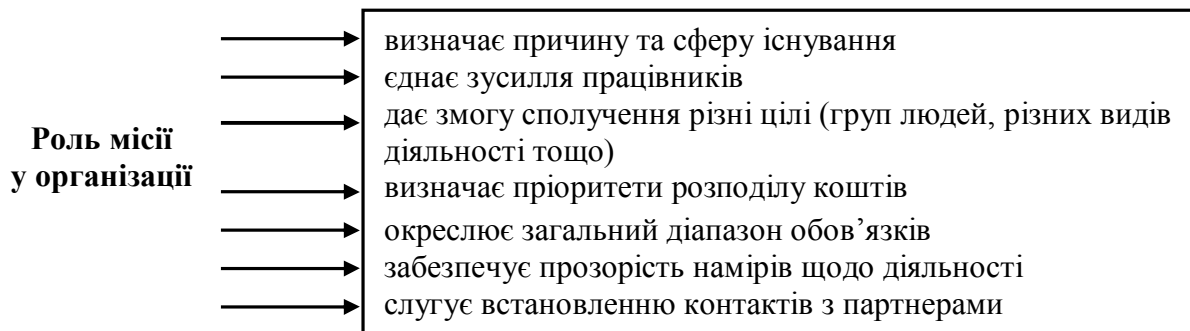 Роль місії
у організації
визначає причину та сферу існування
єднає зусилля працівників
дає змогу сполучення різні цілі (груп людей, різних видів
діяльності тощо)
визначає пріоритети розподілу коштів
окреслює загальний діапазон обов’язків
забезпечує прозорість намірів щодо діяльності
слугує встановленню контактів з партнерами